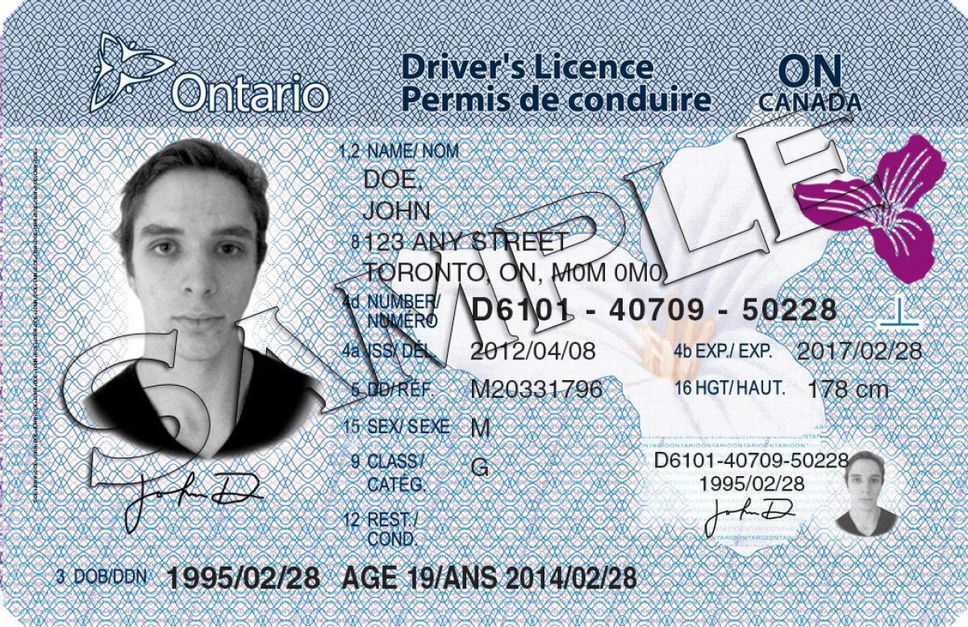 Ontario
Driver's Licence
Permis de conduire
ON
CANADA
1,2 NAME/ NOM
DOE,
JOHN
8 123 ANY STREET
TORONTO, ON, M0M 0M0
4d NUMBER/
NUMÉRO
D6101 - 40709 - 50228
4a ISS/ DÉL.
2012/04/08
4b EXP./ EXP.
2017/02/28
5 DD/RÉF.
M20331796
16 HGT/ HAUT.
178 cm
15 SEX/ SEXE
M
9 CLASS/
CATÉG.
G
12 REST./
COND.
SAMPLE
John D
D6101-40709-50228
1995/02/28
John D
3 DOB/DDN
1995/02/28
AGE 19/ANS 2014/02/28